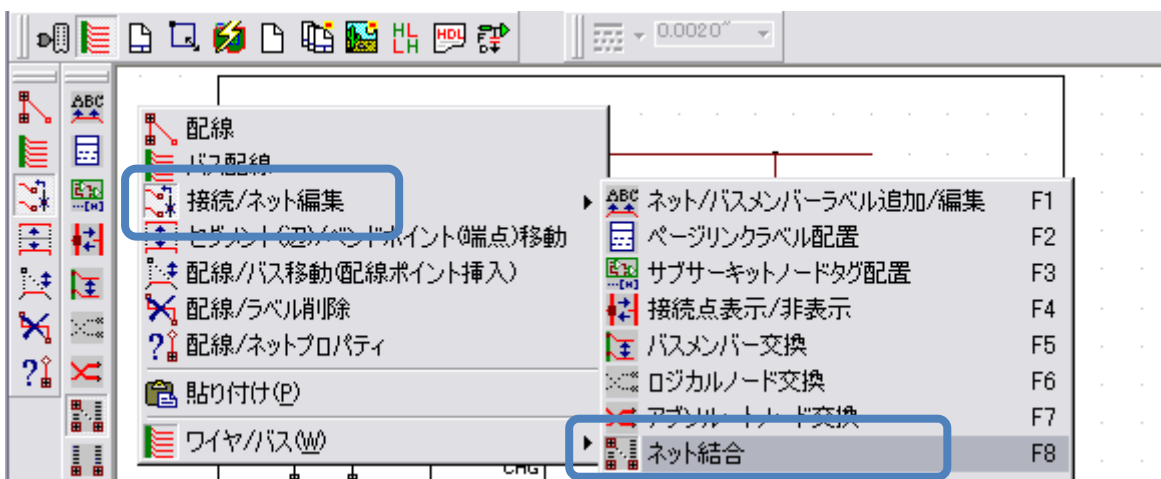 HL
LH
HDL
0.0020"
ABC
配線
バス配線
接続/ネット編集
セグメント(辺)/ベンドポイント(端点)移動
配線/バス移動(配線ポイント挿入)
配線/ラベル削除
配線/ネットプロパティ
貼り付け(P)
ワイヤ/バス(W)
ABC ネット/バスメンバーラベル追加/編集 F1
ページリンクラベル配置 F2
サブサーキットノードタグ配置 F3
接続点表示/非表示 F4
バスメンバー交換 F5
ロジカルノード交換 F6
アブソルートノード交換 F7
ネット結合 F8
CHG